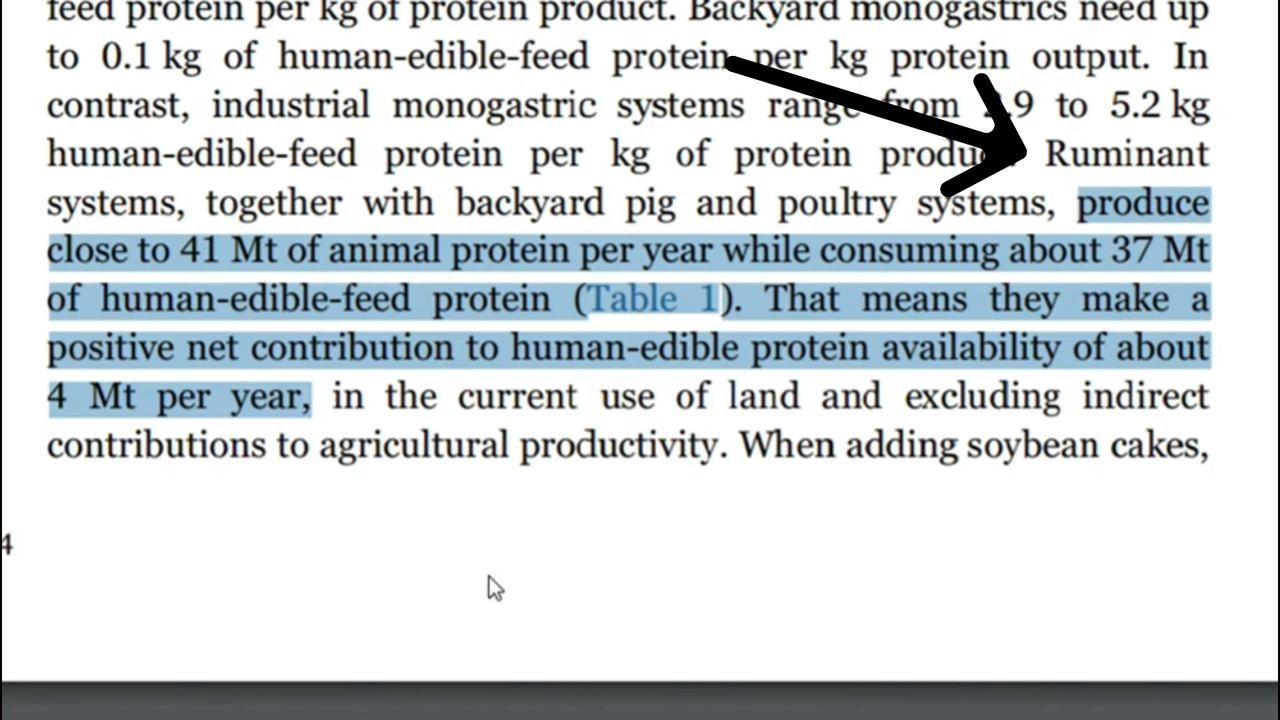 feed protein per kg of protein product. Backyard monogastrics need up
to 0.1 kg of human-edible-feed protein per kg protein output. In
contrast, industrial monogastric systems range from .9 to 5.2 kg
human-edible-feed protein per kg of protein Ruminant
systems, together with backyard pig and poultry systems, produce
close to 41 Mt of animal protein per year while consuming about 37 Mt
of human-edible-feed protein (Table 1). That means they make a
positive net contribution to human-edible protein availability of about
4 Mt per year, in the current use of land and excluding indirect
contributions to agricultural productivity. When adding soybean cakes,
4